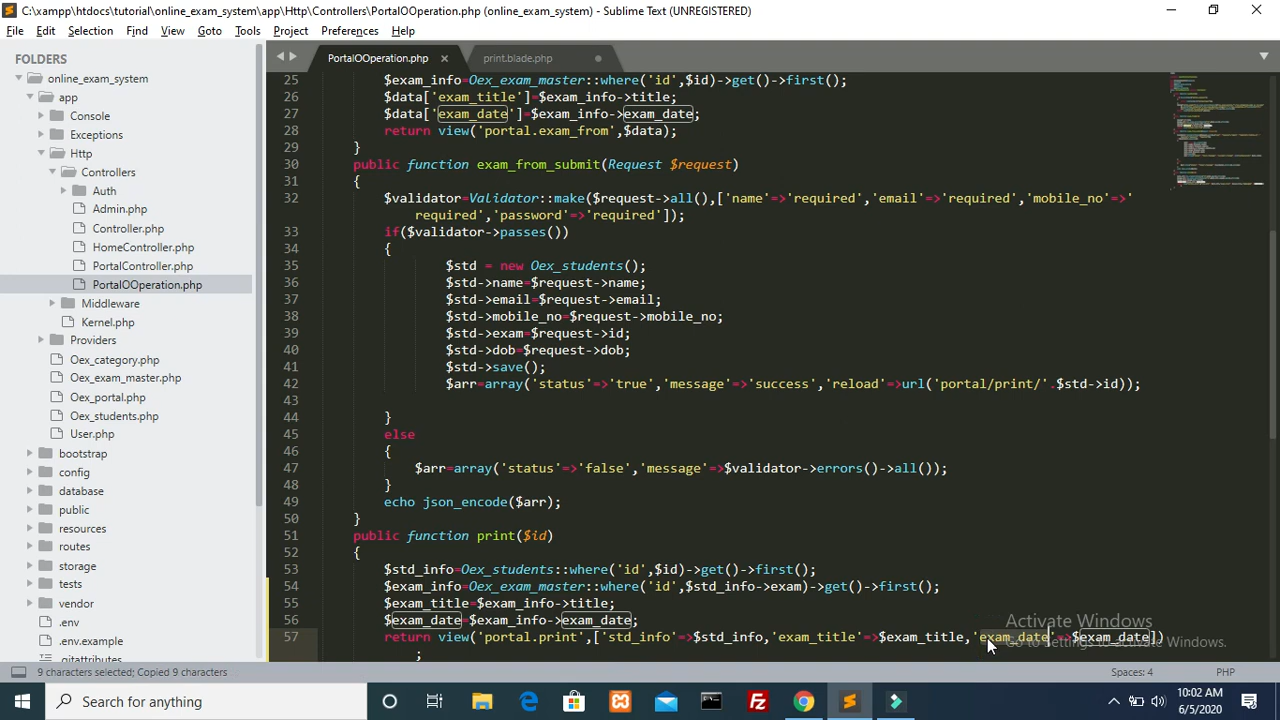 C:\xampp\htdocs\tutorial\online_exam_system\app\Http\Controllers\PortalOOperation.php (online_exam_system) - Sublime Text (UNREGISTERED)
File Edit Selection Find View Goto Tools Project Preferences Help
FOLDERS
online_exam_system
app
Console
Exceptions
Http
Controllers
Auth
Admin.php
Controller.php
HomeController.php
PortalController.php
PortalOOperation.php
Middleware
Kernel.php
Providers
Oex_category.php
Oex_exam_master.php
Oex_portal.php
Oex_students.php
User.php
bootstrap
config
database
public
resources
routes
storage
tests
vendor
.env
.env.example
.gitattributes
PortalOOperation.php print.blade.php
25 $exam_info=Oex_exam_master::where('id',$id)->get()->first();
26 $data['exam_title']=$exam_info->title;
27 $data['exam_date']=$exam_info->exam_date;
28 return view('portal.exam_from',$data);
29 }
30 public function exam_from_submit(Request $request)
31 {
32 $validator=Validator::make($request->all(),['name'=>'required','email'=>'required','mobile_no'=>'
required','password'=>'required']);
33 if($validator->passes())
34 {
35 $std = new Oex_students();
36 $std->name=$request->name;
37 $std->email=$request->email;
38 $std->mobile_no=$request->mobile_no;
39 $std->exam=$request->id;
40 $std->dob=$request->dob;
41 $std->save();
42 $arr=array('status'=>'true','message'=>'success','reload'=>url('portal/print/'.$std->id));
43
44 }
45 else
46 {
47 $arr=array('status'=>'false','message'=>$validator->errors()->all());
48 }
49 echo json_encode($arr);
50 }
51 public function print($id)
52 {
53 $std_info=Oex_students::where('id',$id)->get()->first();
54 $exam_info=Oex_exam_master::where('id',$std_info->exam)->get()->first();
55 $exam_title=$exam_info->title;
56 $exam_date=$exam_info->exam_date;
57 return view('portal.print',['std_info'=>$std_info,'exam_title'=>$exam_title,'exam_date'=>$exam_date])
;
Activate Windows
Go to Settings to activate Windows.
9 characters selected; Copied 9 characters Spaces: 4 PHP
Type here to search for anything